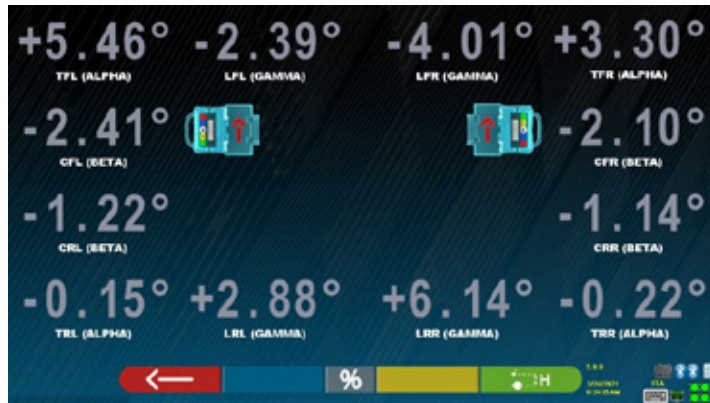 +5.46° -2.39° -4.01° +3.30°
TFL (ALPHA) LFL (GAMMA) LFR (GAMMA) TFR (ALPHA)
-2.41° -2.10°
CFL (BETA) CFR (BETA)
-1.22° -1.14°
CRL (BETA) CRR (BETA)
-0.15° +2.88° +6.14° -0.22°
TRL (ALPHA) LRL (GAMMA) LRR (GAMMA) TRR (ALPHA)
% H
ITA